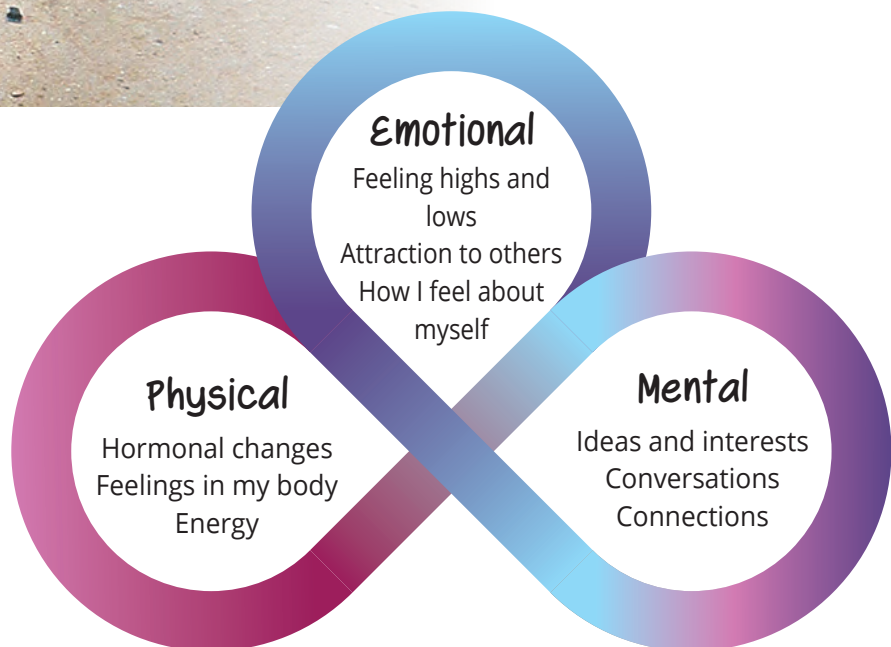 Emotional
Feeling highs and
lows
Attraction to others
How I feel about
myself
Physical
Hormonal changes
Feelings in my body
Energy
Mental
Ideas and interests
Conversations
Connections